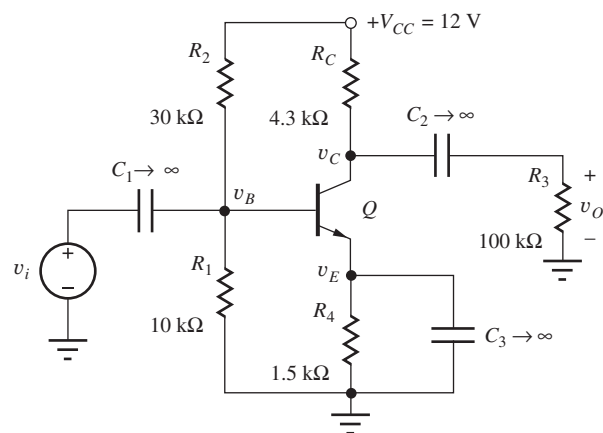 +V_CC = 12 V
R_2
R_C
30 kΩ
4.3 kΩ
C_2 → ∞
v_C
C_1 → ∞
v_B
R_3
+
Q
v_O
v_i
+
−
R_1
100 kΩ
−
v_E
10 kΩ
R_4
C_3 → ∞
1.5 kΩ